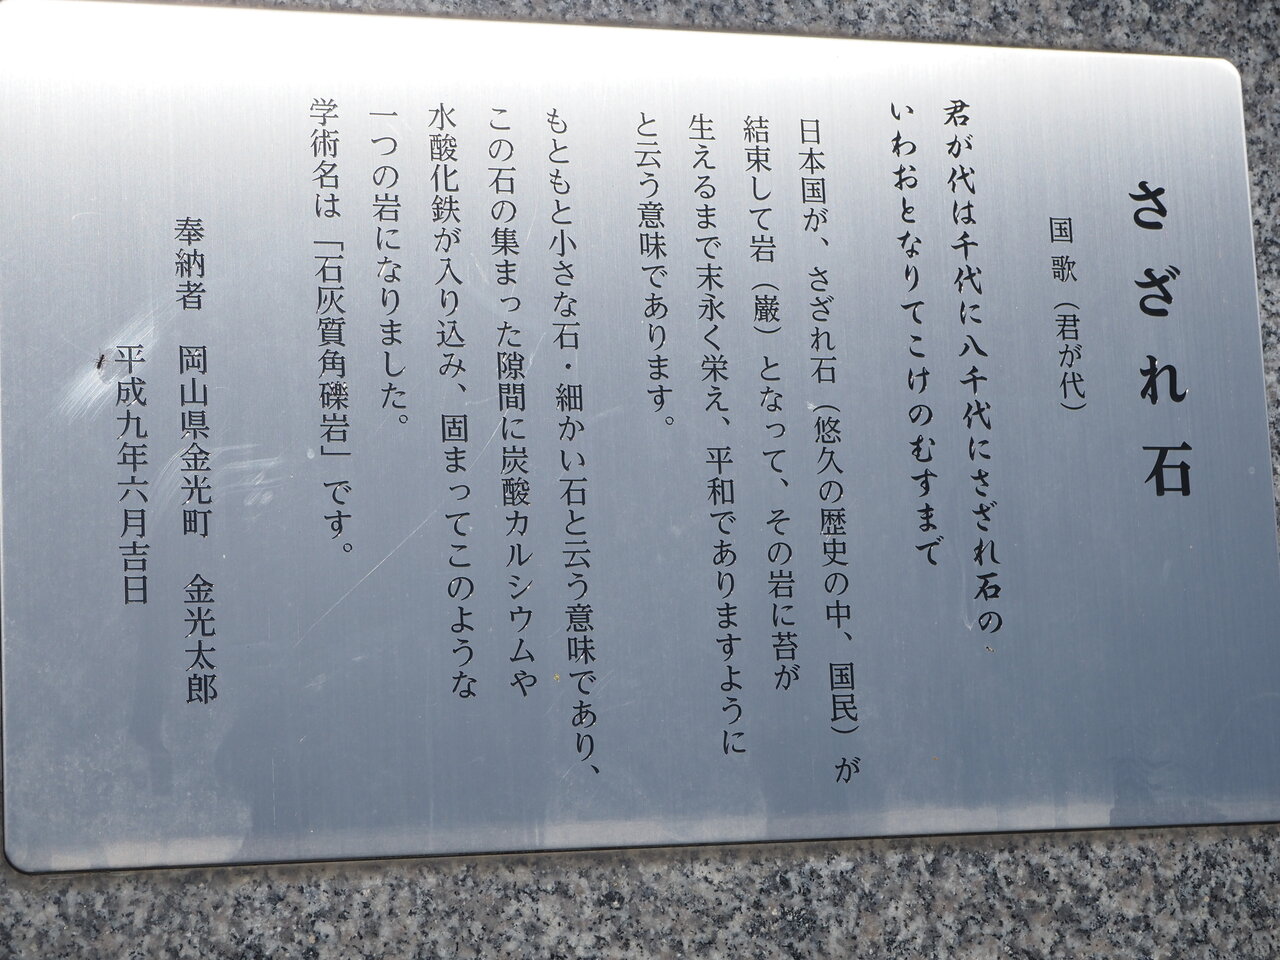 さざれ石
国歌（君が代）
君が代は千代に八千代にさざれ石の
いわおとなりてこけのむすまで
日本国が、さざれ石（悠久の歴史の中、国民）が
結束して岩（巌）となって、その岩に苔が
生えるまで末永く栄え、平和でありますように
と云う意味であります。
もともと小さな石・細かい石と云う意味であり、
この石の集まった隙間に炭酸カルシウムや
水酸化鉄が入り込み、固まってこのような
一つの岩になりました。
学術名は「石灰質角礫岩」です。
奉納者　岡山県金光町　金光太郎
平成九年六月吉日